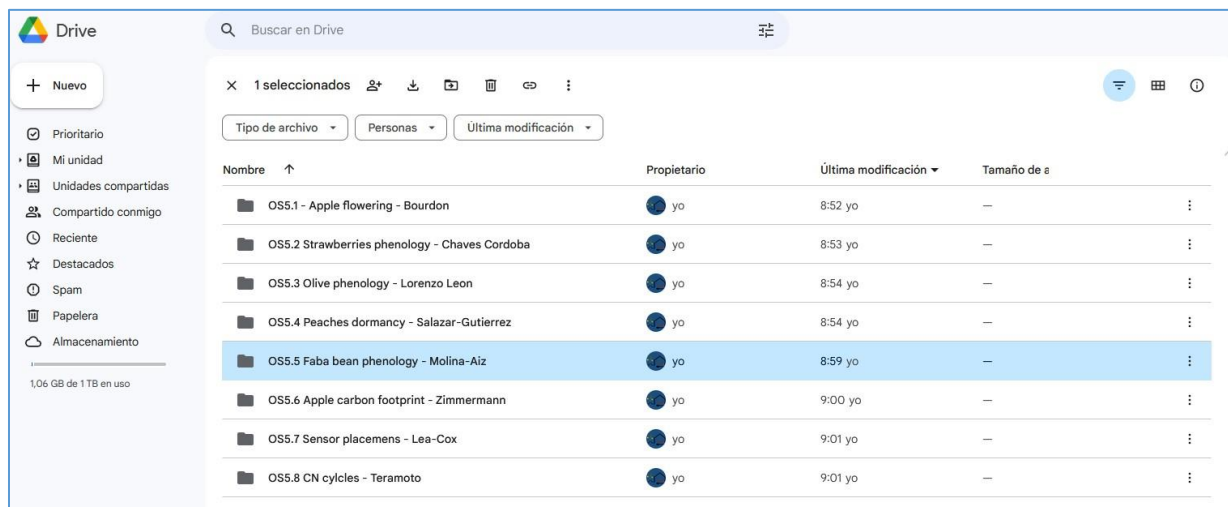 Drive
Buscar en Drive
Nuevo
1 seleccionados
Tipo de archivo
Personas
Última modificación
Prioritario
Mi unidad
Unidades compartidas
Compartido conmigo
Reciente
Destacados
Spam
Papelera
Almacenamiento
1,06 GB de 1 TB en uso
Nombre Propietario Última modificación Tamaño de a
OS5.1 - Apple flowering - Bourdon yo 8:52 yo —
OS5.2 Strawberries phenology - Chaves Cordoba yo 8:53 yo —
OS5.3 Olive phenology - Lorenzo Leon yo 8:54 yo —
OS5.4 Peaches dormancy - Salazar-Gutierrez yo 8:54 yo —
OS5.5 Faba bean phenology - Molina-Aiz yo 8:59 yo —
OS5.6 Apple carbon footprint - Zimmermann yo 9:00 yo —
OS5.7 Sensor placemens - Lea-Cox yo 9:01 yo —
OS5.8 CN cylcles - Teramoto yo 9:01 yo —